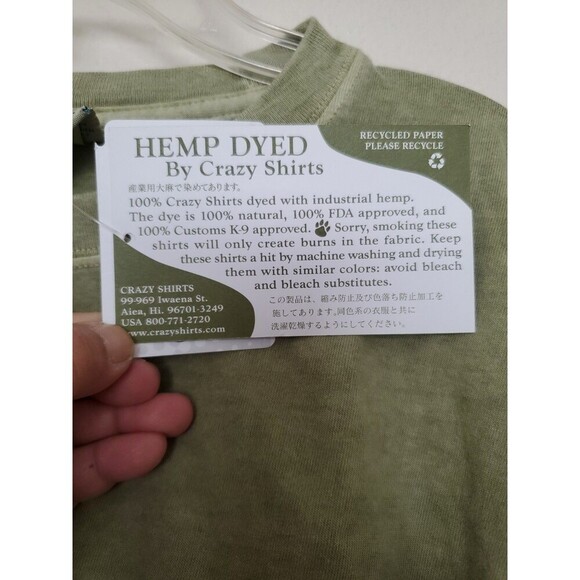 HEMP DYED
By Crazy Shirts
RECYCLED PAPER
PLEASE RECYCLE
産業用大麻で染めてあります。
100% Crazy Shirts dyed with industrial hemp.
The dye is 100% natural, 100% FDA approved, and
100% Customs K-9 approved. Sorry, smoking these
shirts will only create burns in the fabric. Keep
these shirts a hit by machine washing and drying
them with similar colors: avoid bleach
and bleach substitutes.
CRAZY SHIRTS
99-969 Iwaena St.
Aiea, Hi. 96701-3249
USA 800-771-2720
www.crazyshirts.com
この製品は、縮み防止及び色落ち防止加工を
施してあります。同色系の衣服と共に
洗濯乾燥するようにしてください。